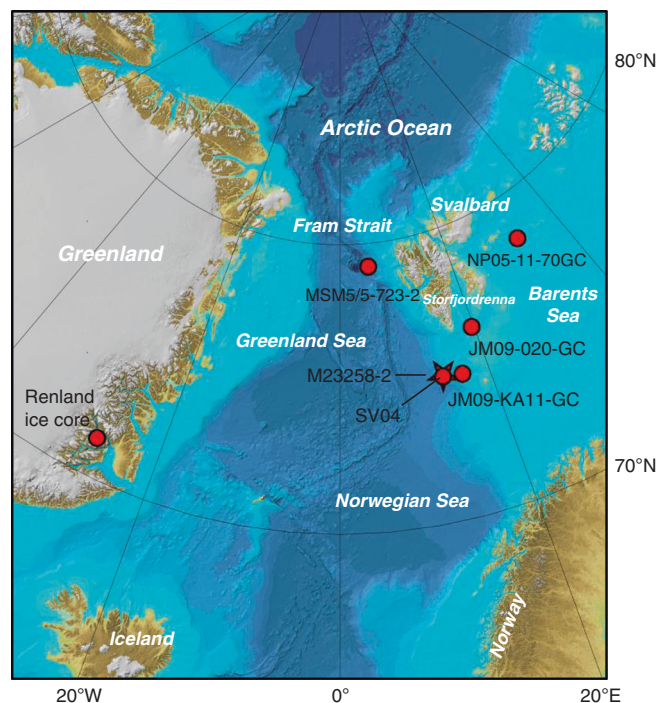 80°N
Arctic Ocean
Svalbard
Fram Strait
Greenland
NP05-11-70GC
MSM5/5-723-2
Storfjordrenna
Barents
Sea
Greenland Sea
JM09-020-GC
M23258-2
Renland
ice core
JM09-KA11-GC
SV04
70°N
Norwegian Sea
Norway
Iceland
20°W
0°
20°E